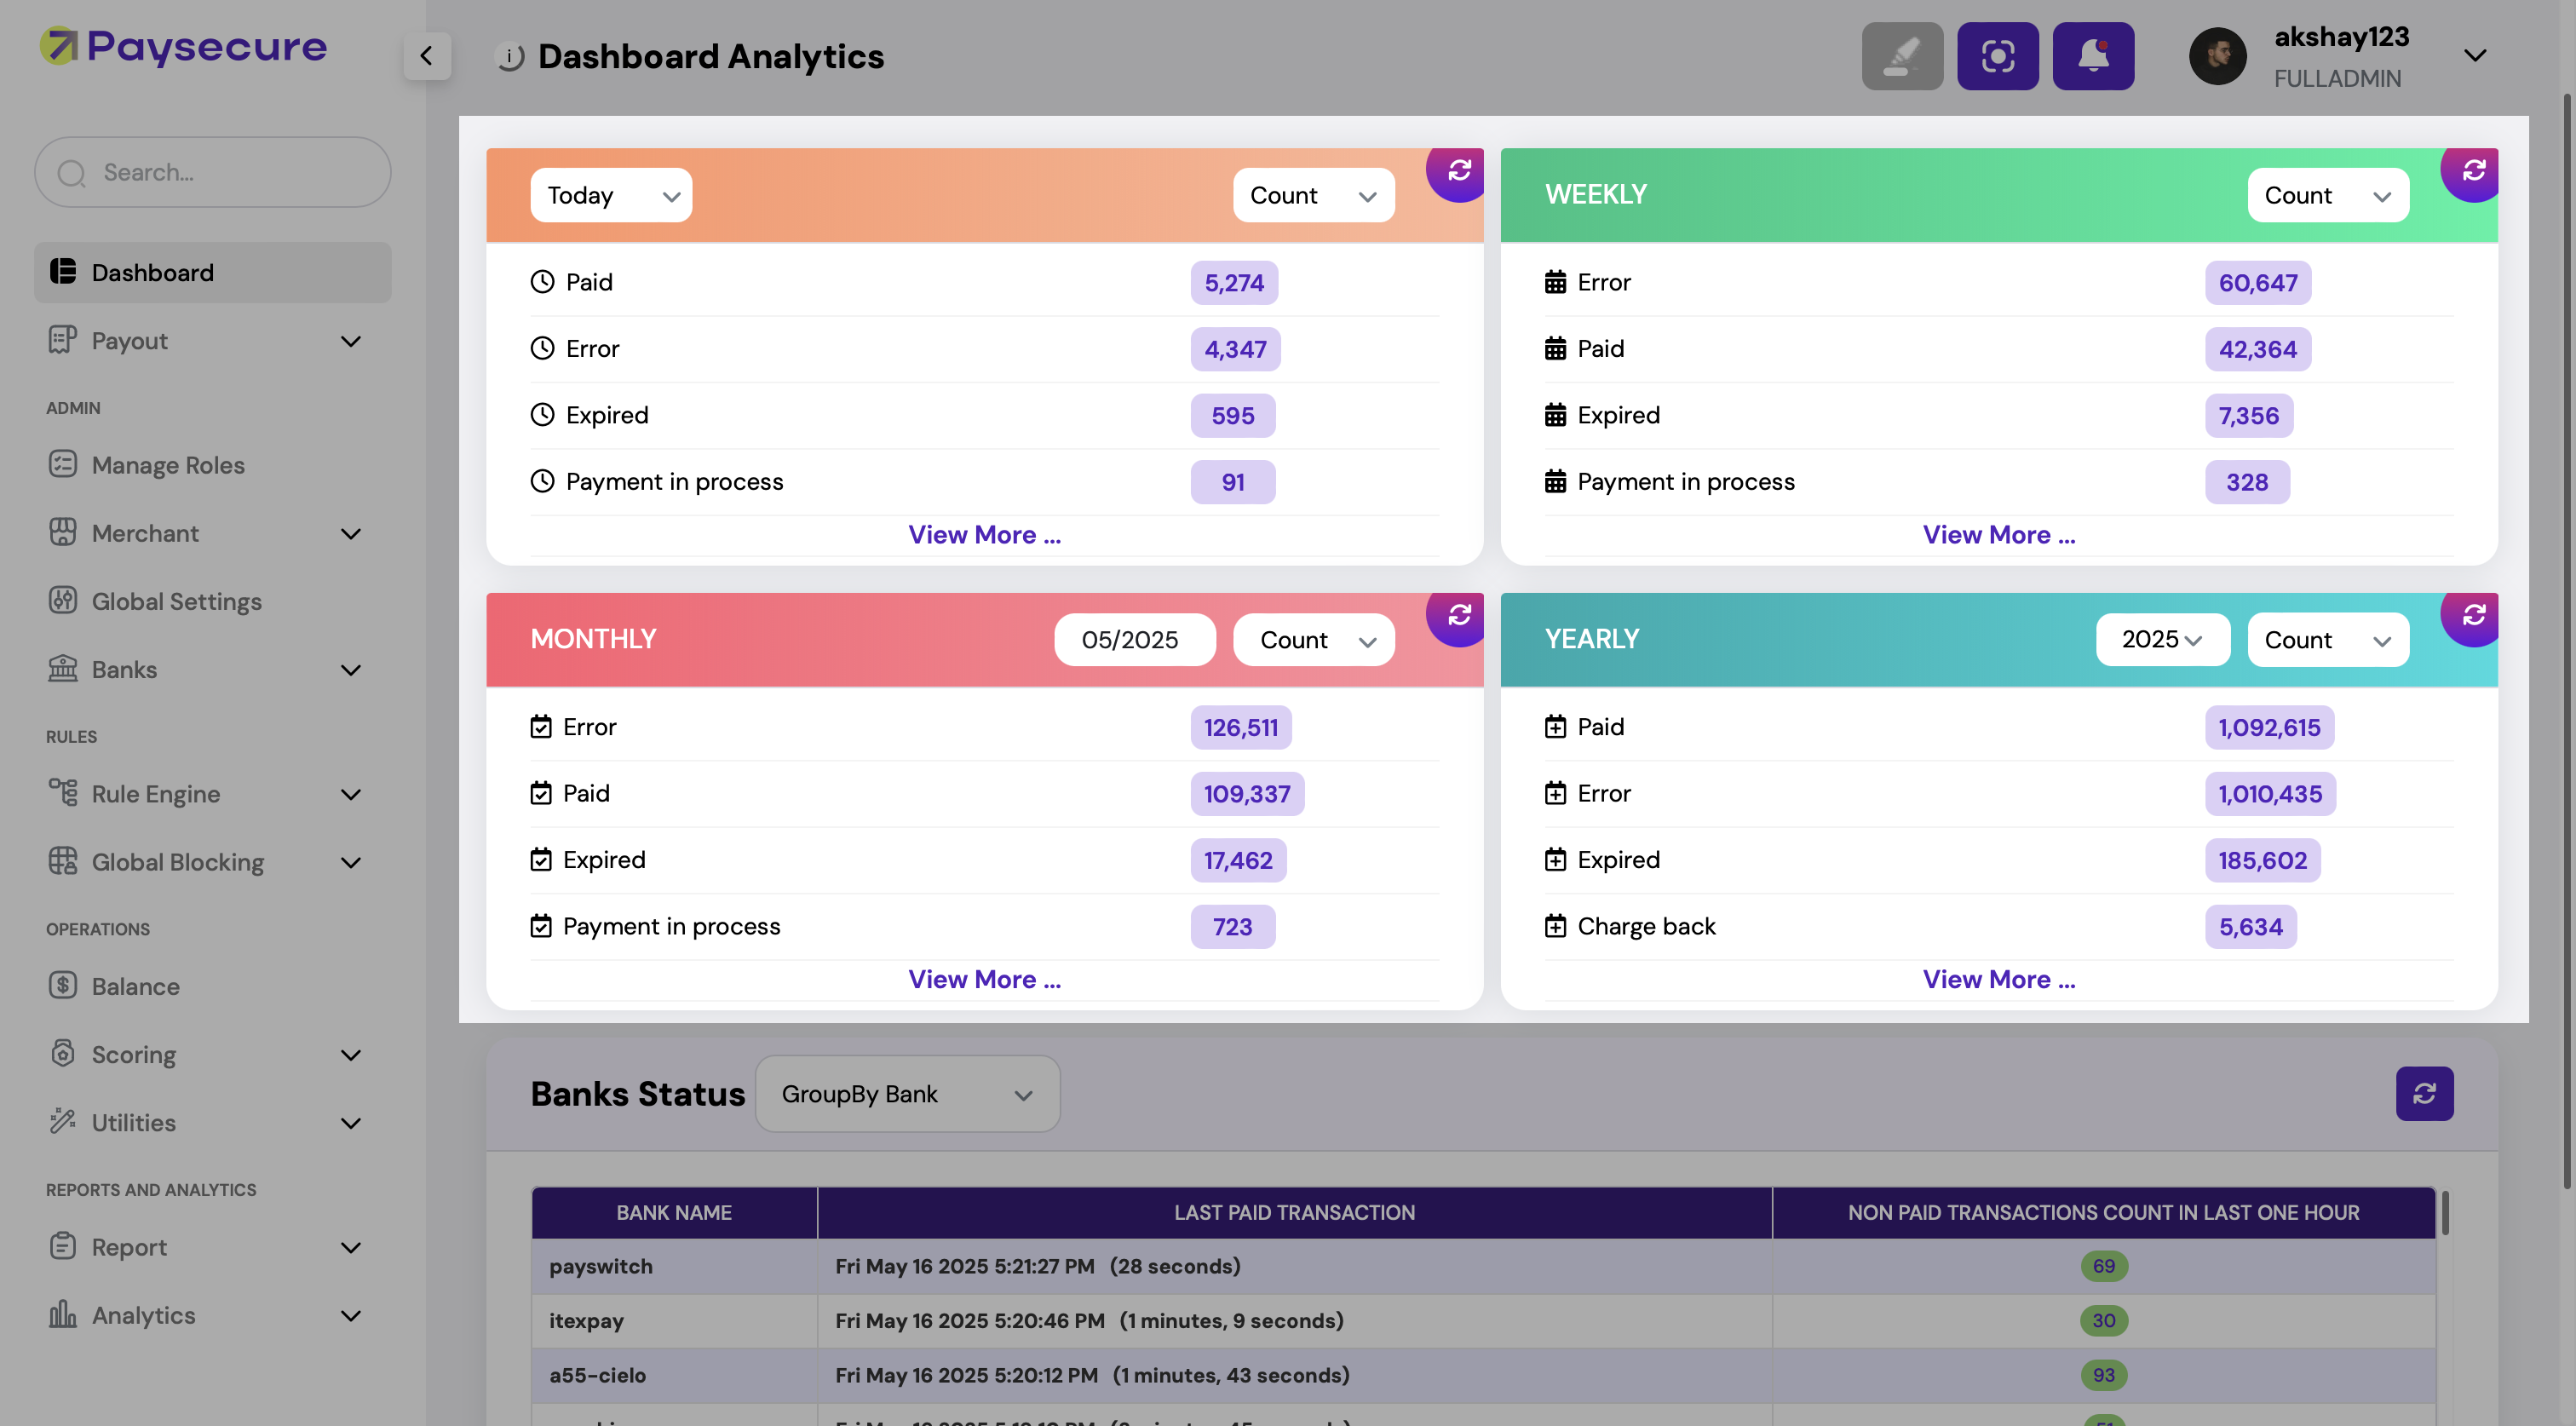 Paysecure
i
Dashboard Analytics
akshay123
FULLADMIN
Search...
Dashboard
Payout
ADMIN
Manage Roles
Merchant
Global Settings
Banks
RULES
Rule Engine
Global Blocking
OPERATIONS
Balance
Scoring
Utilities
REPORTS AND ANALYTICS
Report
Analytics
Today Count
Paid 5,274
Error 4,347
Expired 595
Payment in process 91
View More ...
WEEKLY Count
Error 60,647
Paid 42,364
Expired 7,356
Payment in process 328
View More ...
MONTHLY 05/2025 Count
Error 126,511
Paid 109,337
Expired 17,462
Payment in process 723
View More ...
YEARLY 2025 Count
Paid 1,092,615
Error 1,010,435
Expired 185,602
Charge back 5,634
View More ...
Banks Status GroupBy Bank
BANK NAME LAST PAID TRANSACTION NON PAID TRANSACTIONS COUNT IN LAST ONE HOUR
payswitch Fri May 16 2025 5:21:27 PM (28 seconds) 69
itexpay Fri May 16 2025 5:20:46 PM (1 minutes, 9 seconds) 30
a55-cielo Fri May 16 2025 5:20:12 PM (1 minutes, 43 seconds) 93